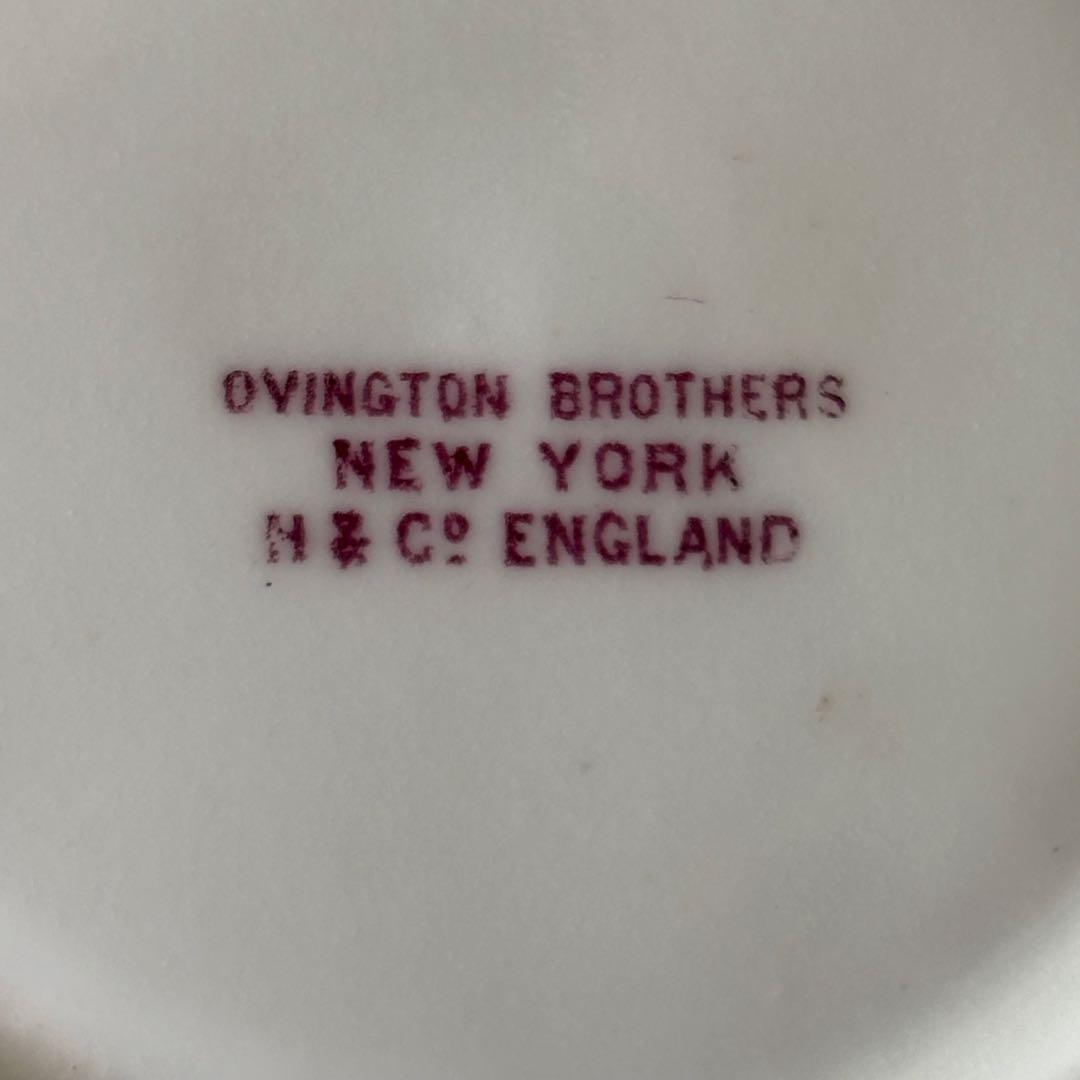 OVINGTON BROTHERS
NEW YORK
H & Cº ENGLAND